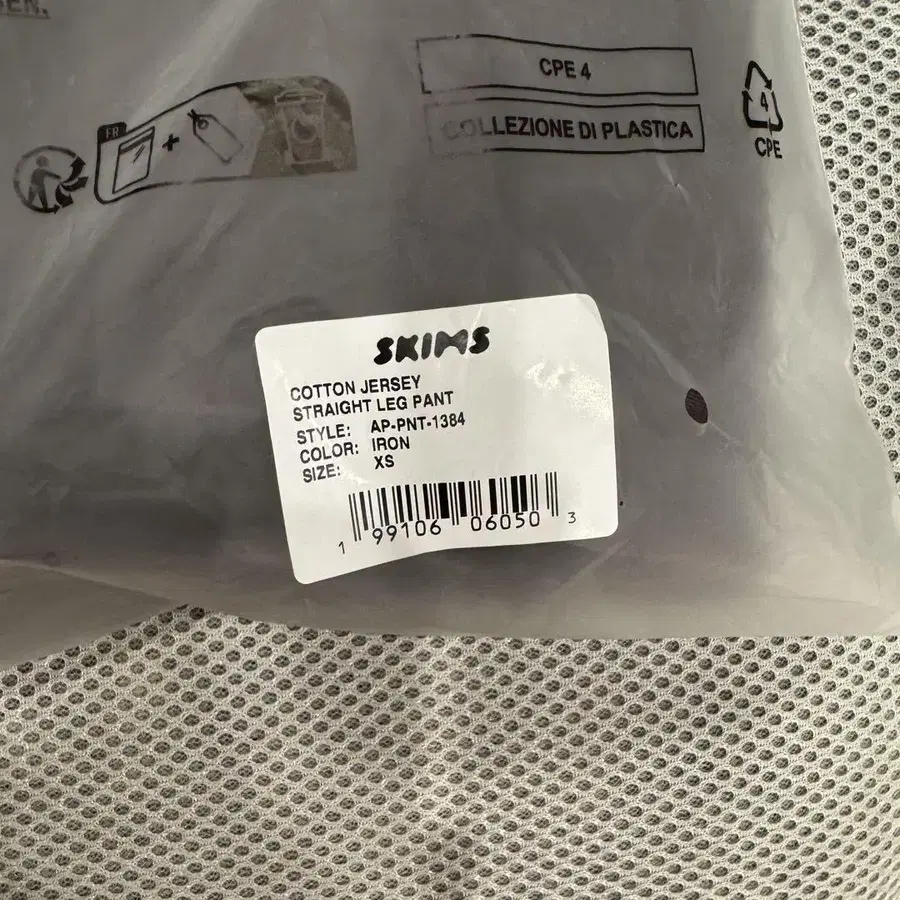 CPE 4
COLLEZIONE DI PLASTICA
4
CPE
FR
SKIMS
COTTON JERSEY
STRAIGHT LEG PANT
STYLE: AP-PNT-1384
COLOR: IRON
SIZE: XS
1 99106 06050 3